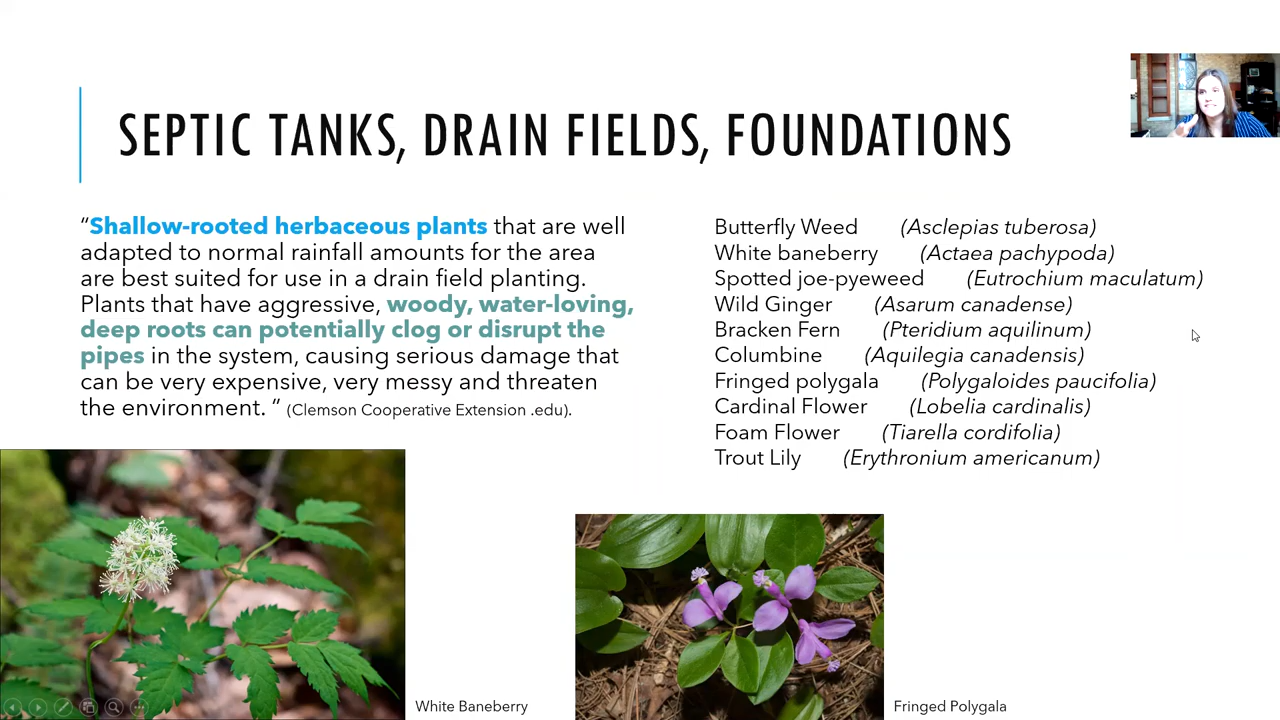 SEPTIC TANKS, DRAIN FIELDS, FOUNDATIONS
“Shallow-rooted herbaceous plants that are well
adapted to normal rainfall amounts for the area
are best suited for use in a drain field planting.
Plants that have aggressive, woody, water-loving,
deep roots can potentially clog or disrupt the
pipes in the system, causing serious damage that
can be very expensive, very messy and threaten
the environment. “ (Clemson Cooperative Extension .edu).
Butterfly Weed (Asclepias tuberosa)
White baneberry (Actaea pachypoda)
Spotted joe-pyeweed (Eutrochium maculatum)
Wild Ginger (Asarum canadense)
Bracken Fern (Pteridium aquilinum)
Columbine (Aquilegia canadensis)
Fringed polygala (Polygaloides paucifolia)
Cardinal Flower (Lobelia cardinalis)
Foam Flower (Tiarella cordifolia)
Trout Lily (Erythronium americanum)
White Baneberry
Fringed Polygala